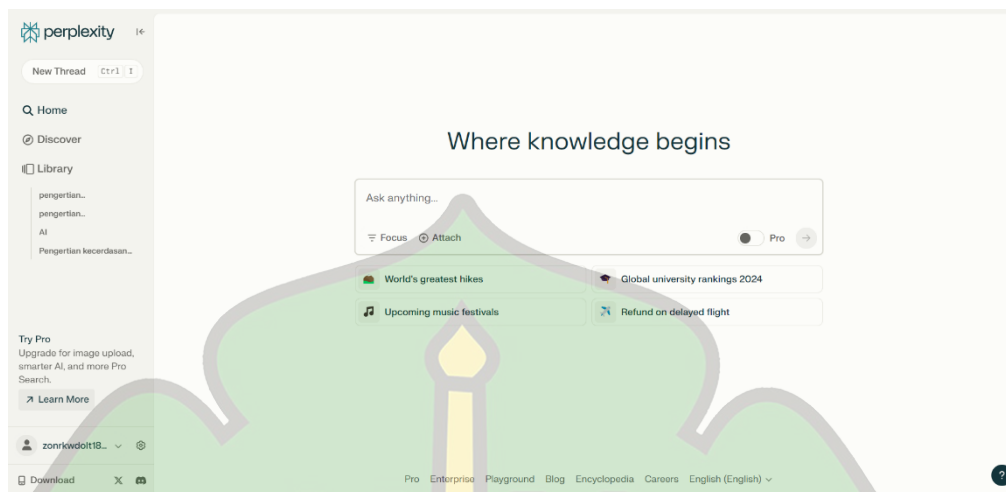 perplexity
New Thread Ctrl I
Home
Discover
Library
pengertian...
pengertian...
AI
Pengertian kecerdasan...
Try Pro
Upgrade for image upload,
smarter AI, and more Pro
Search.
Learn More
zonrkwdolt18...
Download
Where knowledge begins
Ask anything...
Focus Attach Pro
World's greatest hikes Global university rankings 2024
Upcoming music festivals Refund on delayed flight
Pro Enterprise Playground Blog Encyclopedia Careers English (English)
?